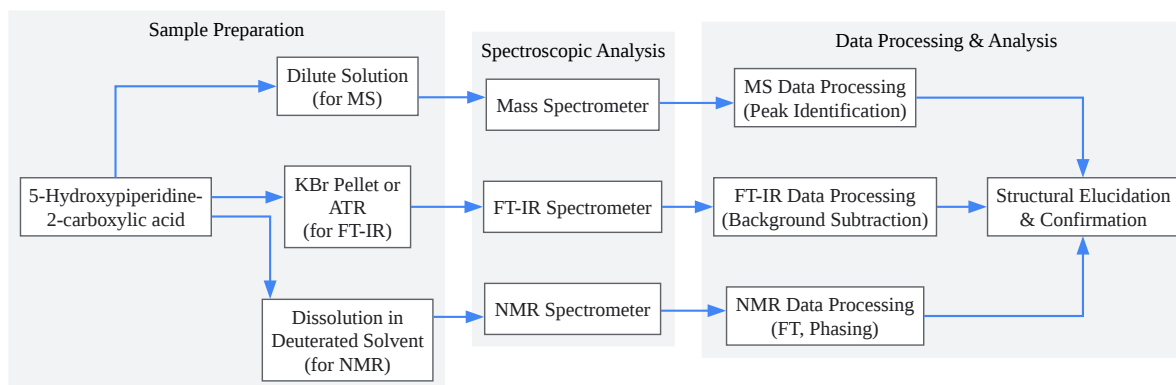 Sample Preparation
Spectroscopic Analysis
Data Processing & Analysis
Dilute Solution
(for MS)
Mass Spectrometer
MS Data Processing
(Peak Identification)
5-Hydroxypiperidine-
2-carboxylic acid
KBr Pellet or
ATR
(for FT-IR)
FT-IR Spectrometer
FT-IR Data Processing
(Background Subtraction)
Structural Elucidation
& Confirmation
Dissolution in
Deuterated Solvent
(for NMR)
NMR Spectrometer
NMR Data Processing
(FT, Phasing)